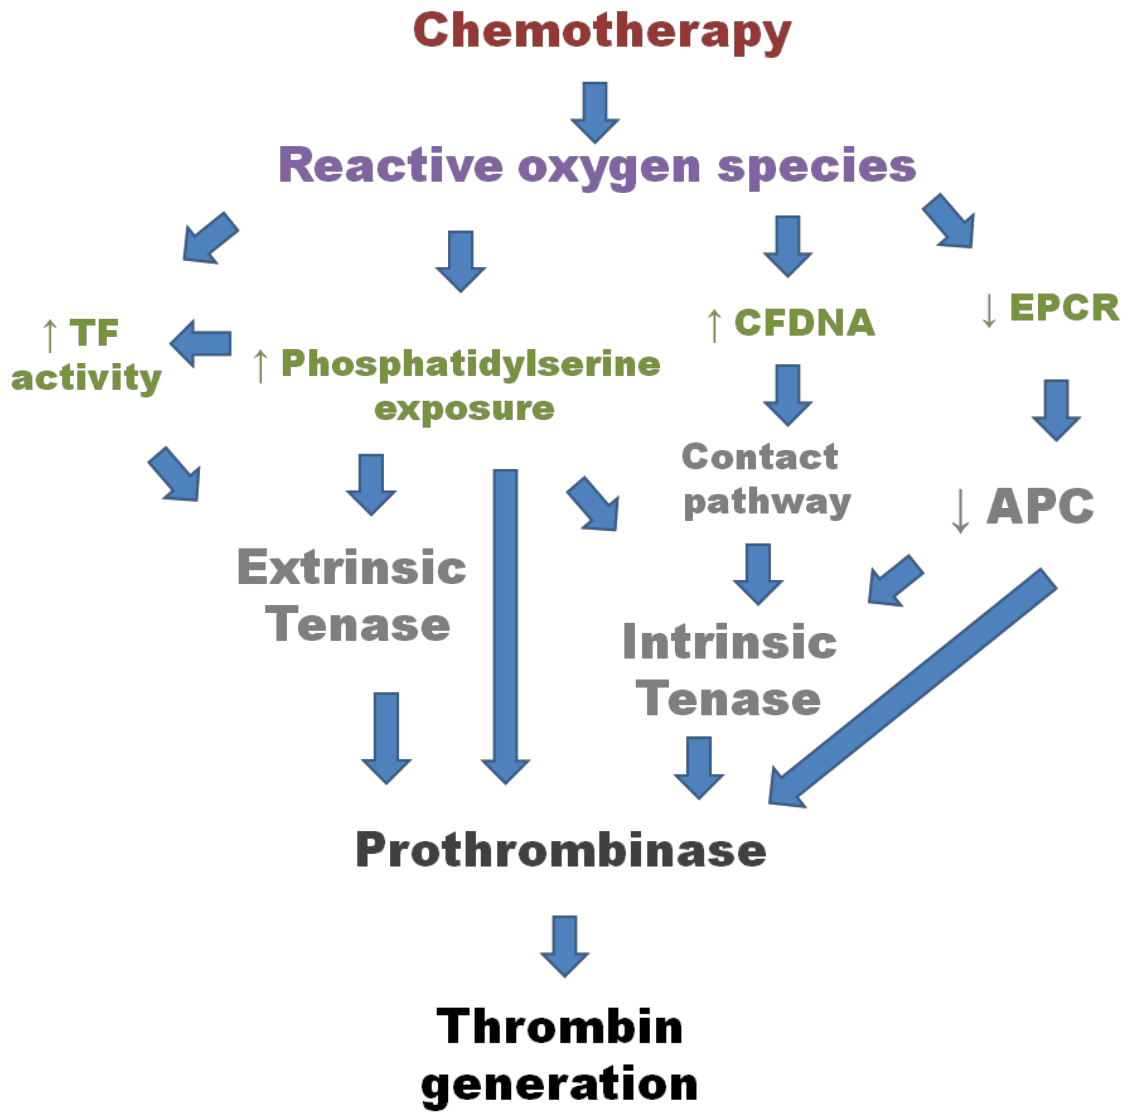 Chemotherapy
Reactive oxygen species
↑ TF
activity
↑ Phosphatidylserine
exposure
↑ CFDNA
↓ EPCR
Contact
pathway
↓ APC
Extrinsic
Tenase
Intrinsic
Tenase
Prothrombinase
Thrombin
generation